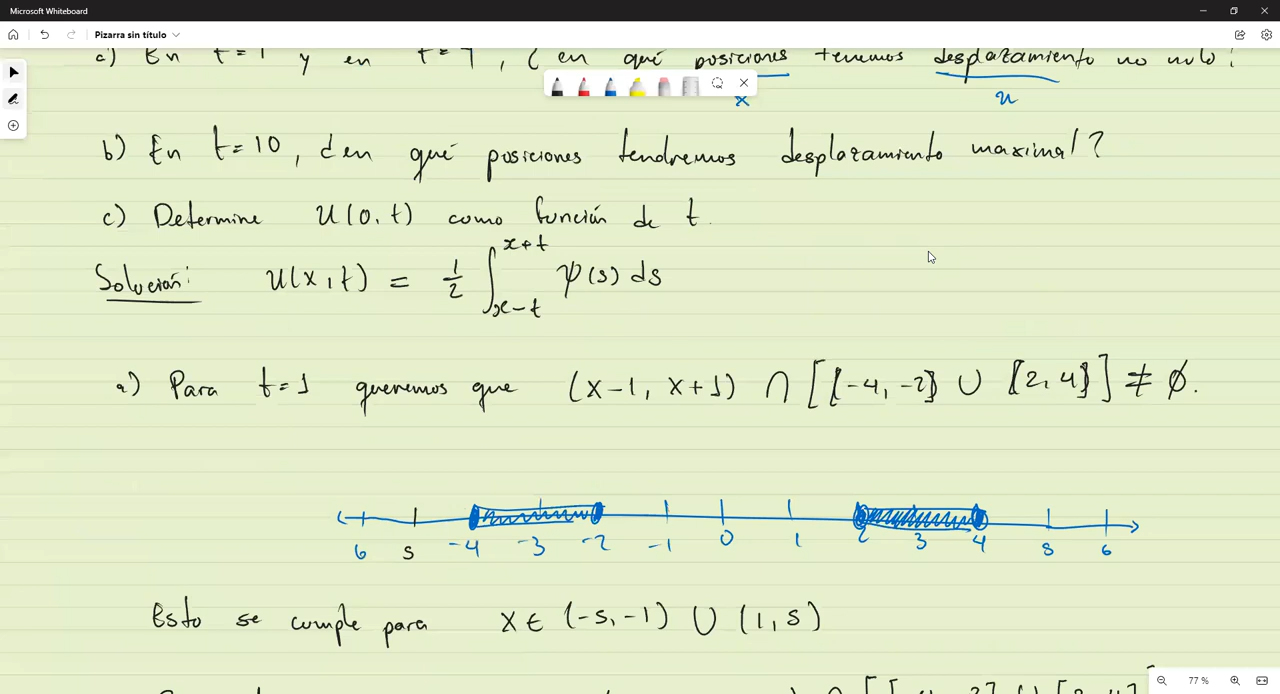 Microsoft Whiteboard
Pizarra sin título
a) En t=1 y en t=7, ¿en qué posiciones tenemos desplazamiento no nulo?
x u
b) En t=10, ¿en qué posiciones tendremos desplazamiento maximal?
c) Determine u(0,t) como función de t.
Solución: u(x,t) = 1/2 ∫_{x-t}^{x+t} ψ(s) ds
a) Para t=1 queremos que (x-1, x+1) ∩ [[-4,-2] ∪ [2,4]] ≠ ∅.
6 5 -4 -3 -2 -1 0 1 2 3 4 5 6
Esto se cumple para x ∈ (-5,-1) ∪ (1,5)
77 %